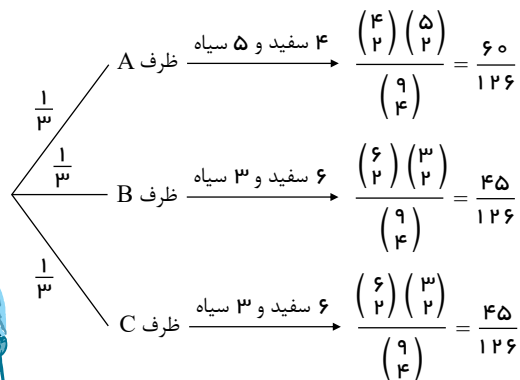 ۱/۳ ظرف A ۴ سفید و ۵ سیاه (۴ ۲)(۵ ۲)/(۹ ۴) = ۶۰/۱۲۶
۱/۳ ظرف B ۶ سفید و ۳ سیاه (۶ ۲)(۳ ۲)/(۹ ۴) = ۴۵/۱۲۶
۱/۳ ظرف C ۶ سفید و ۳ سیاه (۶ ۲)(۳ ۲)/(۹ ۴) = ۴۵/۱۲۶